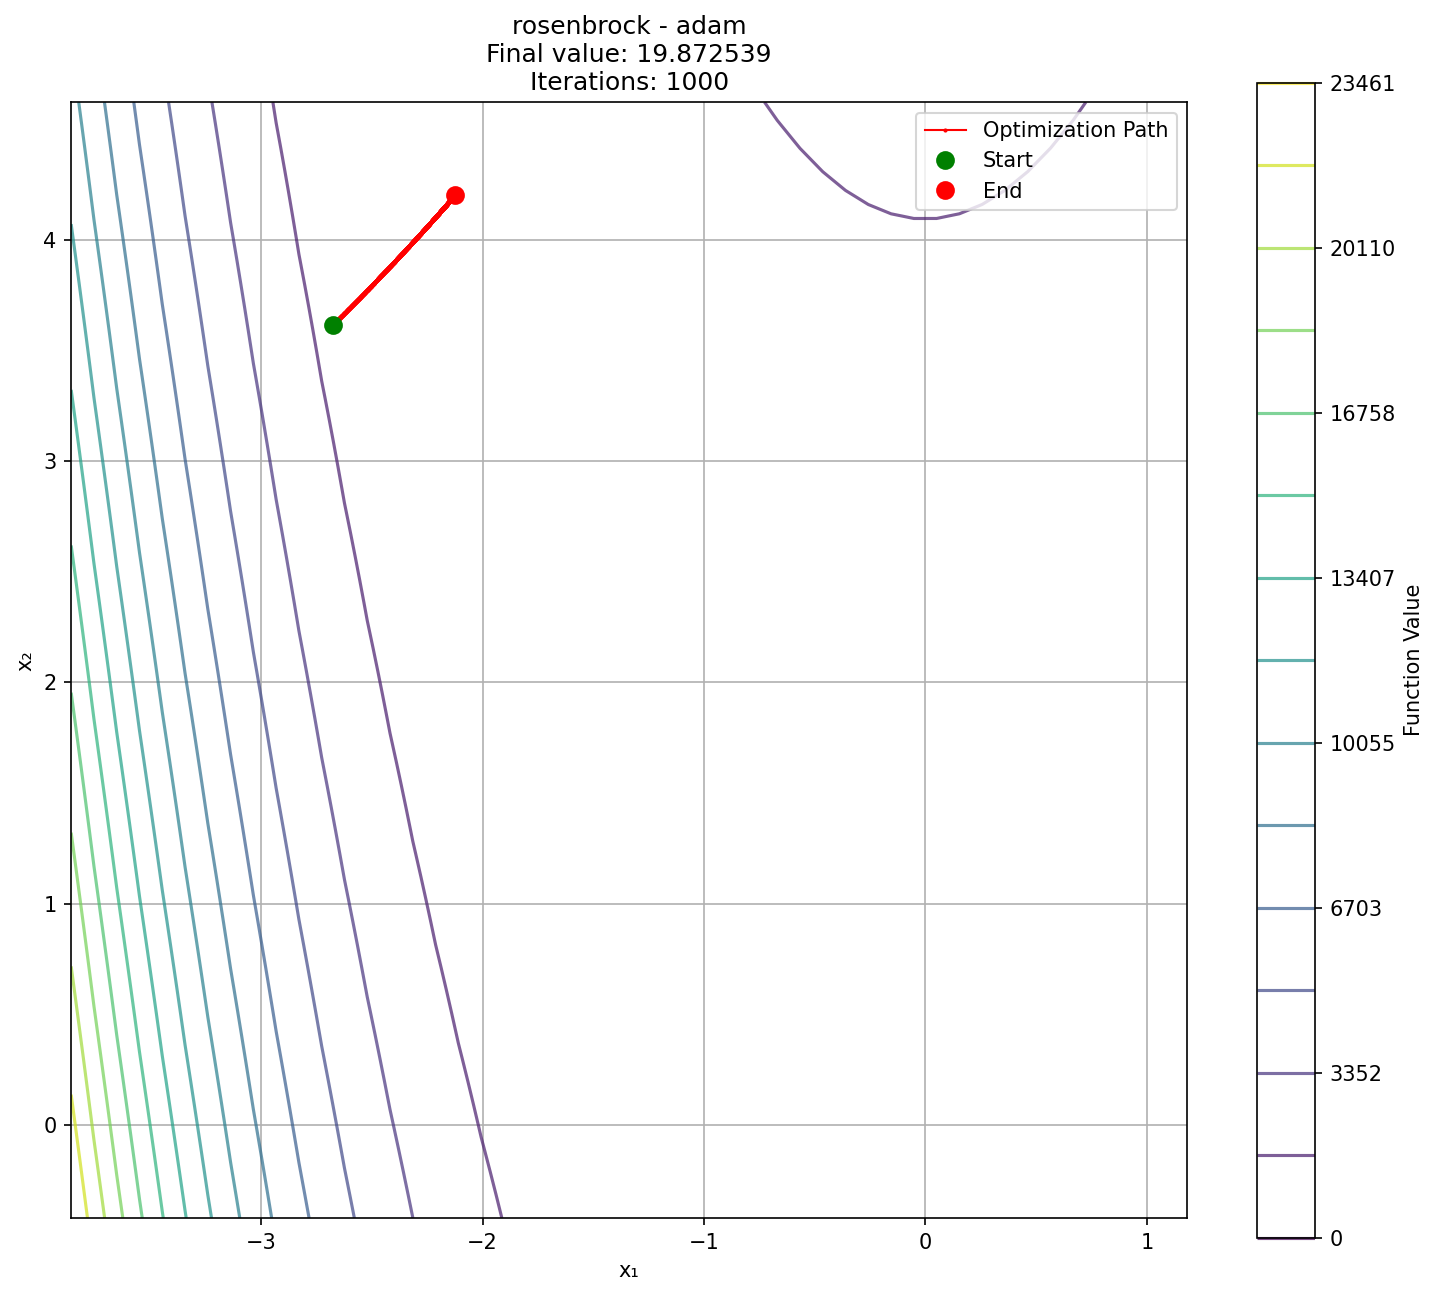 rosenbrock - adam
Final value: 19.872539
Iterations: 1000
Optimization Path
Start
End
4
3
2
1
0
x₂
−3
−2
−1
0
1
x₁
23461
20110
16758
13407
10055
6703
3352
0
Function Value